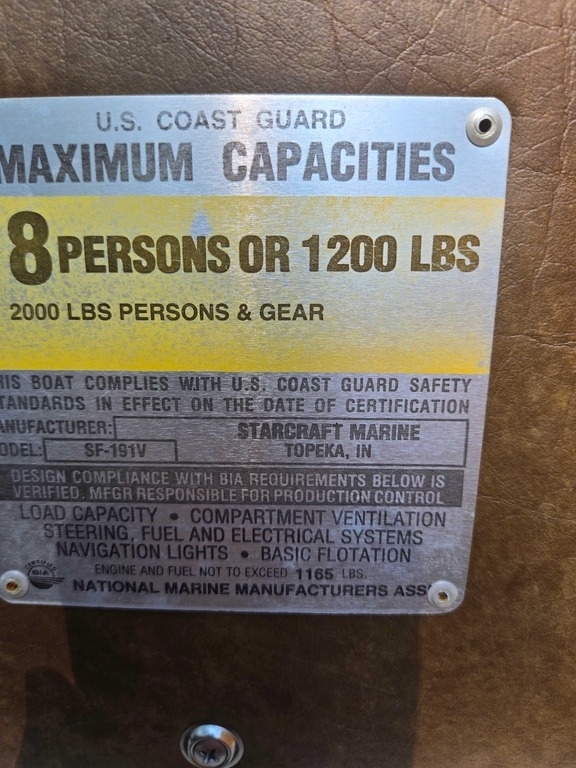 U.S. COAST GUARD
MAXIMUM CAPACITIES
8 PERSONS OR 1200 LBS
2000 LBS PERSONS & GEAR
HIS BOAT COMPLIES WITH U.S. COAST GUARD SAFETY
TANDARDS IN EFFECT ON THE DATE OF CERTIFICATION
ANUFACTURER: STARCRAFT MARINE
ODEL: SF-191V TOPEKA, IN
DESIGN COMPLIANCE WITH BIA REQUIREMENTS BELOW IS
VERIFIED. MFGR RESPONSIBLE FOR PRODUCTION CONTROL
LOAD CAPACITY • COMPARTMENT VENTILATION
STEERING, FUEL AND ELECTRICAL SYSTEMS
NAVIGATION LIGHTS • BASIC FLOTATION
ENGINE AND FUEL NOT TO EXCEED 1165 LBS.
CERTIFIED
BIA
NATIONAL MARINE MANUFACTURERS ASS